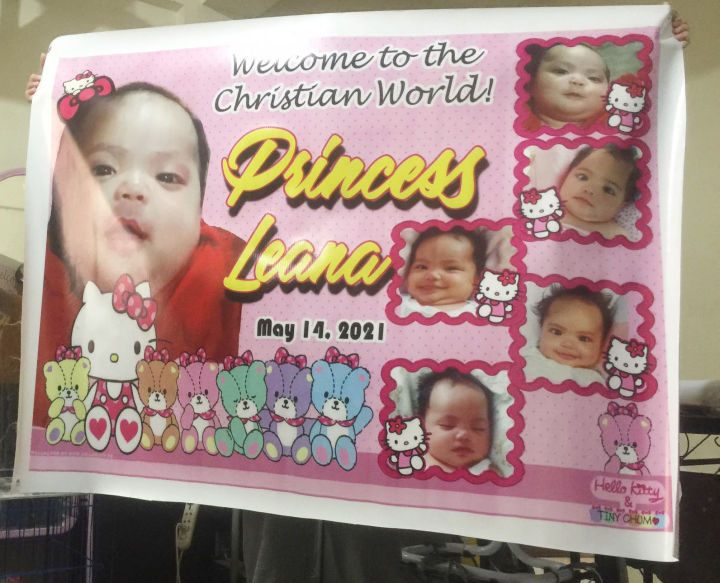 Welcome to the
Christian World!
Princess
Leana
May 14, 2021
Hello Kitty
&
TINY CHUM